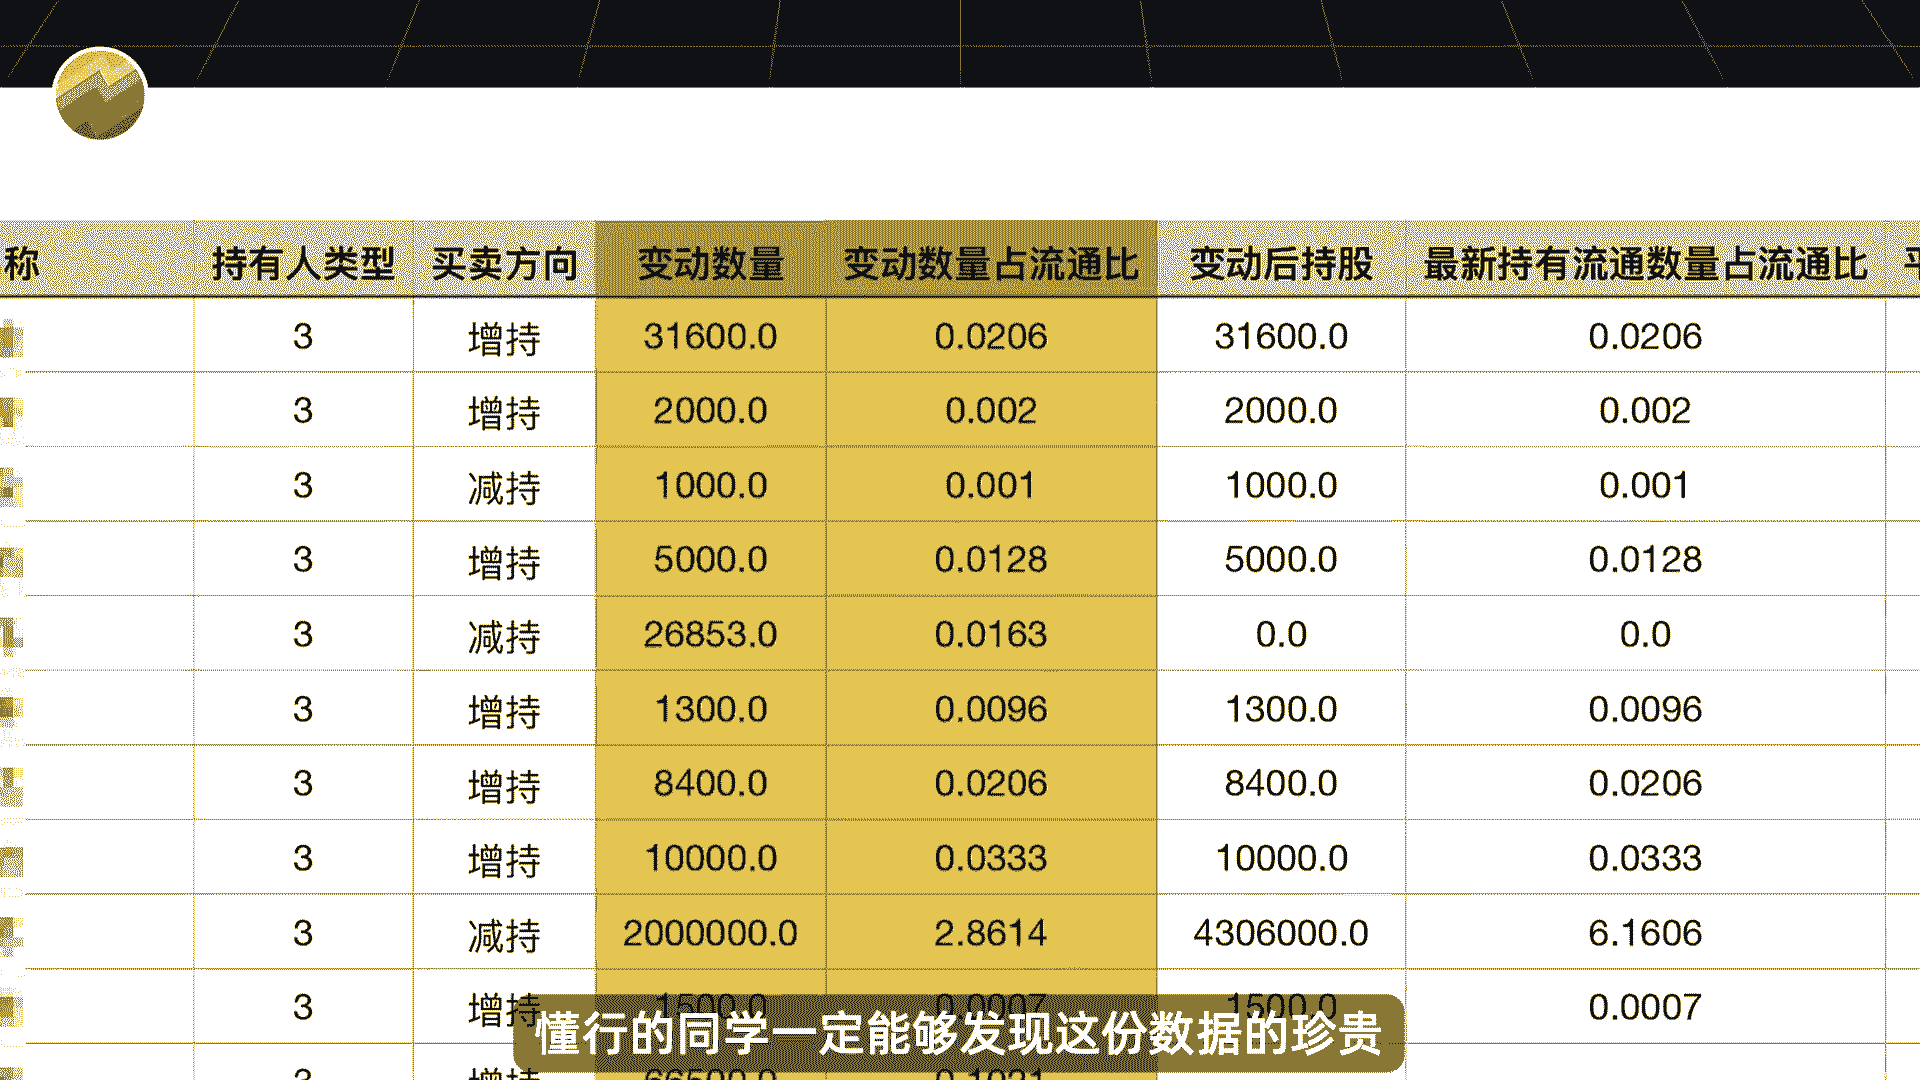 称 持有人类型 买卖方向 变动数量 变动数量占流通比 变动后持股 最新持有流通数量占流通比
3 增持 31600.0 0.0206 31600.0 0.0206
3 增持 2000.0 0.002 2000.0 0.002
3 减持 1000.0 0.001 1000.0 0.001
3 增持 5000.0 0.0128 5000.0 0.0128
3 减持 26853.0 0.0163 0.0 0.0
3 增持 1300.0 0.0096 1300.0 0.0096
3 增持 8400.0 0.0206 8400.0 0.0206
3 增持 10000.0 0.0333 10000.0 0.0333
3 减持 2000000.0 2.8614 4306000.0 6.1606
3 增持 1500.0 0.0007 1500.0 0.0007
懂行的同学一定能够发现这份数据的珍贵
3 增持